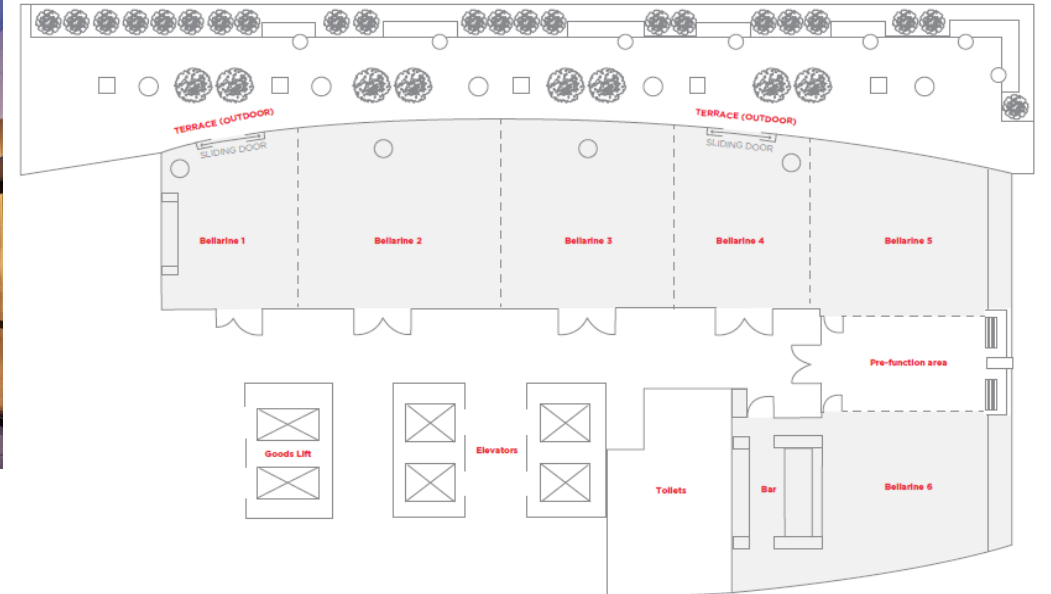 TERRACE (OUTDOOR)
TERRACE (OUTDOOR)
SLIDING DOOR
SLIDING DOOR
Bellarine 1
Bellarine 2
Bellarine 3
Bellarine 4
Bellarine 5
Pre-function area
Goods Lift
Elevators
Toilets
Bar
Bellarine 6